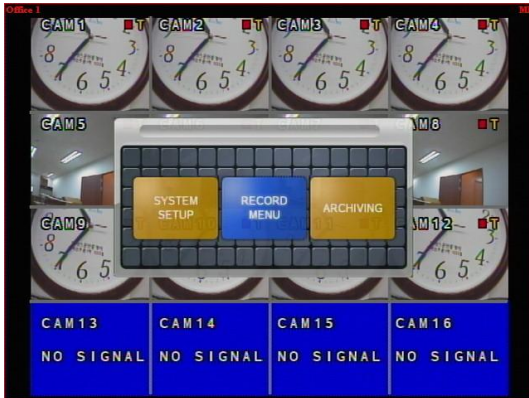 Office 1
CAM1 T CAM2 T CAM3 T CAM4 T
CAM5 CAM8 T
SYSTEM SETUP
RECORD MENU
ARCHIVING
CAM9 CAM12 T
CAM13 CAM14 CAM15 CAM16
NO SIGNAL NO SIGNAL NO SIGNAL NO SIGNAL